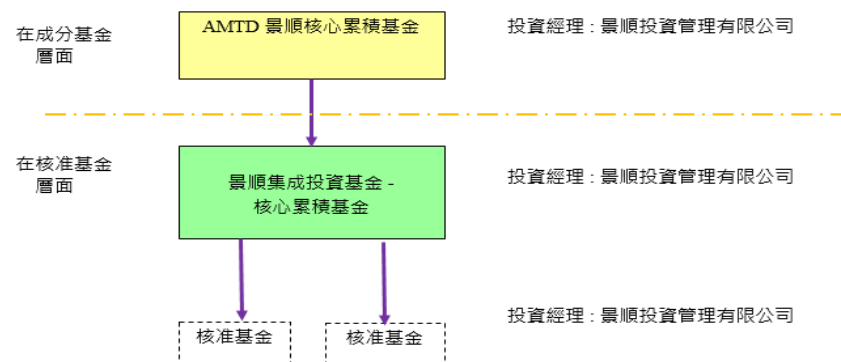 在成分基金
層面
AMTD 景順核心累積基金
投資經理 : 景順投資管理有限公司
在核准基金
層面
景順集成投資基金 -
核心累積基金
投資經理 : 景順投資管理有限公司
核准基金
核准基金
投資經理 : 景順投資管理有限公司